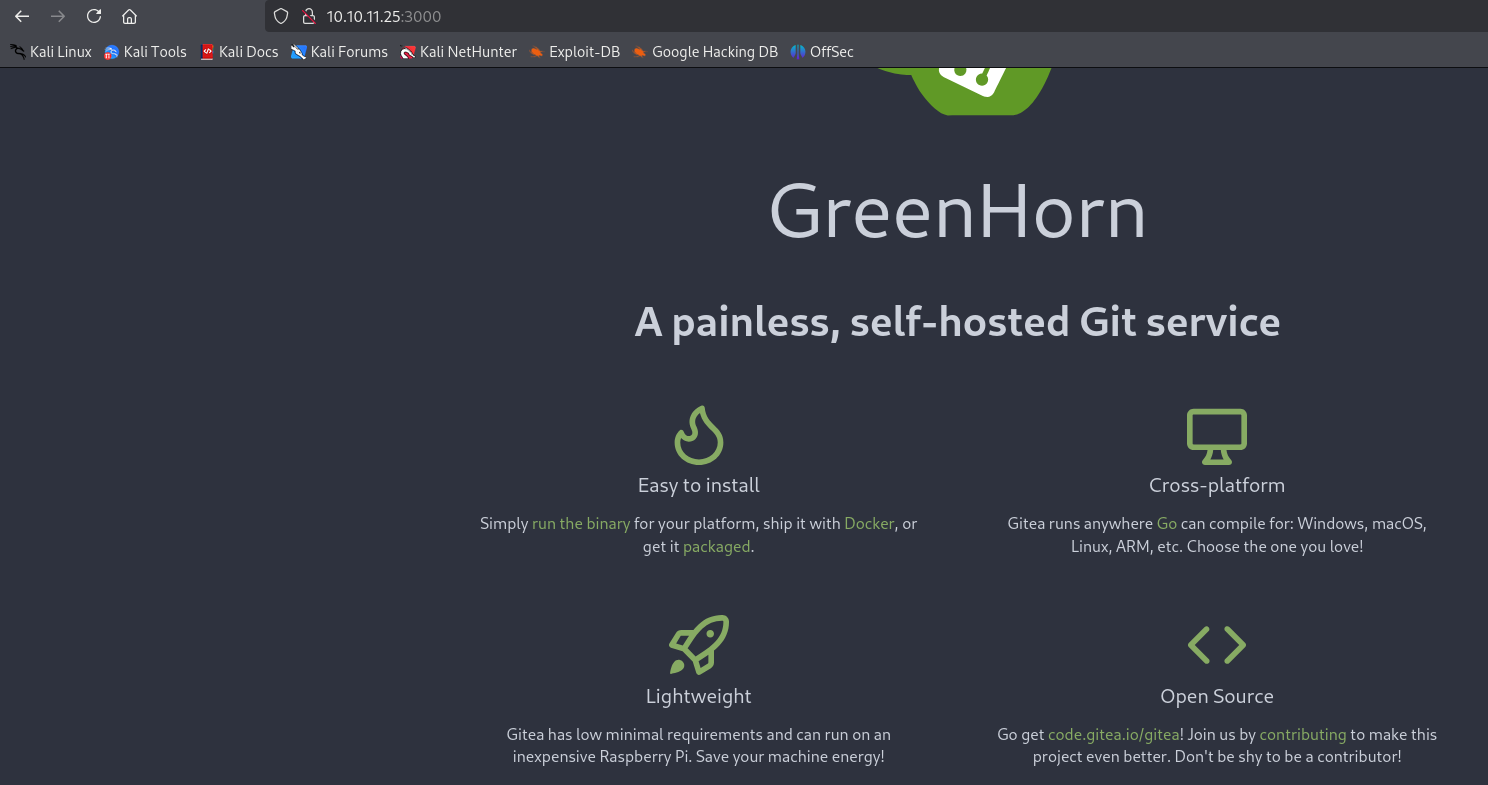 10.10.11.25:3000
Kali Linux Kali Tools Kali Docs Kali Forums Kali NetHunter Exploit-DB Google Hacking DB OffSec
GreenHorn
A painless, self-hosted Git service
Easy to install
Simply run the binary for your platform, ship it with Docker, or
get it packaged.
Cross-platform
Gitea runs anywhere Go can compile for: Windows, macOS,
Linux, ARM, etc. Choose the one you love!
Lightweight
Gitea has low minimal requirements and can run on an
inexpensive Raspberry Pi. Save your machine energy!
Open Source
Go get code.gitea.io/gitea! Join us by contributing to make this
project even better. Don't be shy to be a contributor!